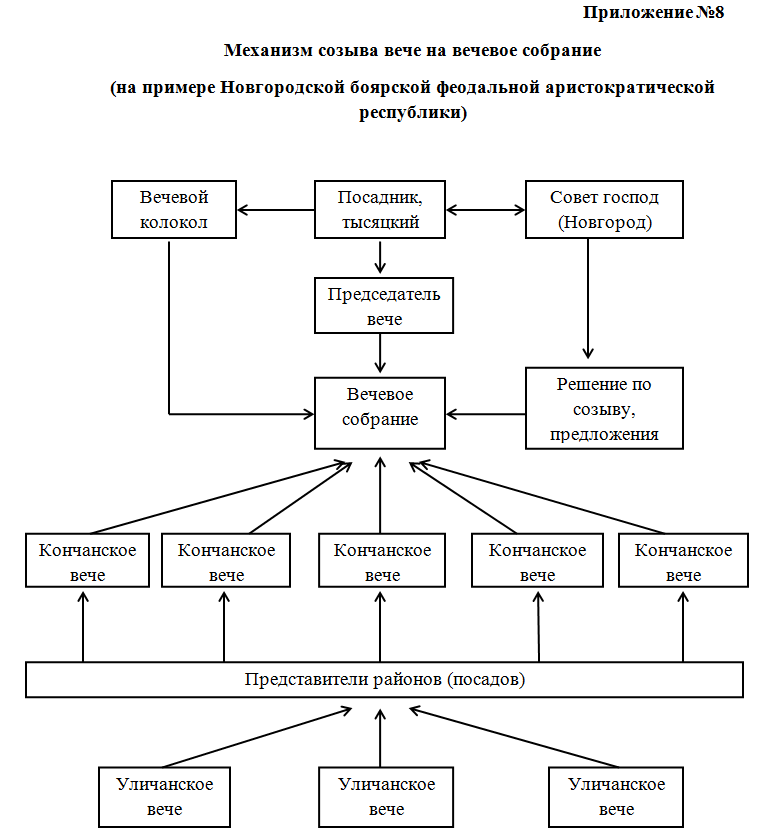 Приложение №8
Механизм созыва вече на вечевое собрание
(на примере Новгородской боярской феодальной аристократической
республики)
Вечевой
колокол
Посадник,
тысяцкий
Совет господ
(Новгород)
Председатель
вече
Вечевое
собрание
Решение по
созыву,
предложения
Кончанское
вече
Кончанское
вече
Кончанское
вече
Кончанское
вече
Кончанское
вече
Представители районов (посадов)
Уличанское
вече
Уличанское
вече
Уличанское
вече